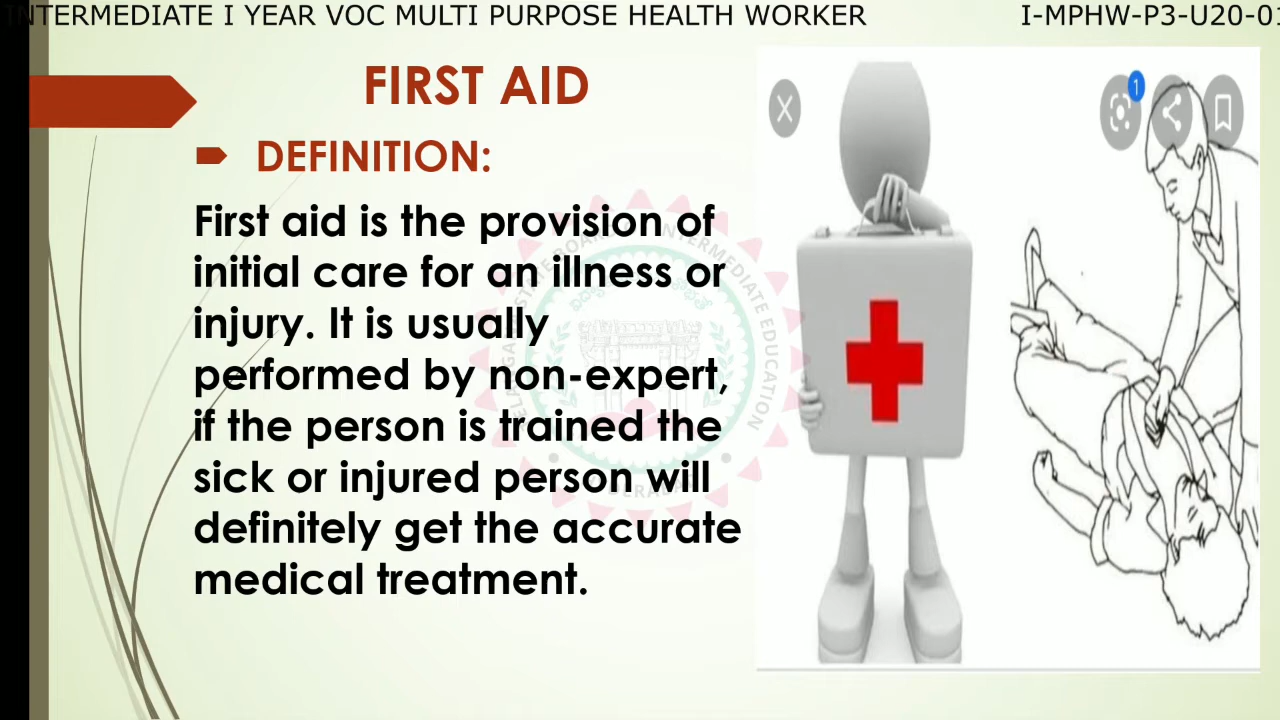 INTERMEDIATE I YEAR VOC MULTI PURPOSE HEALTH WORKER
I-MPHW-P3-U20-01
FIRST AID
DEFINITION:
First aid is the provision of
initial care for an illness or
injury. It is usually
performed by non-expert,
if the person is trained the
sick or injured person will
definitely get the accurate
medical treatment.
1